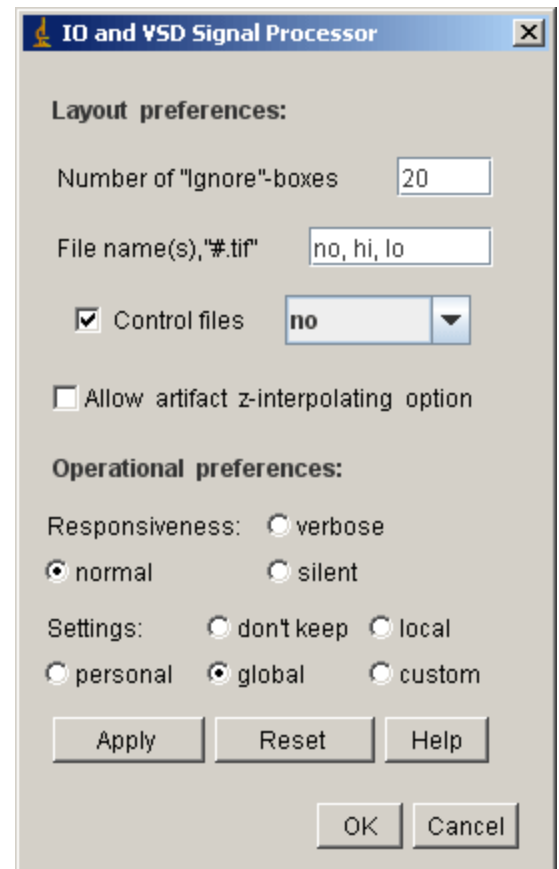 IO and VSD Signal Processor
Layout preferences:
Number of "Ignore"-boxes 20
File name(s),"#.tif" no, hi, lo
Control files no
Allow artifact z-interpolating option
Operational preferences:
Responsiveness: verbose
normal silent
Settings: don't keep local
personal global custom
Apply Reset Help
OK Cancel